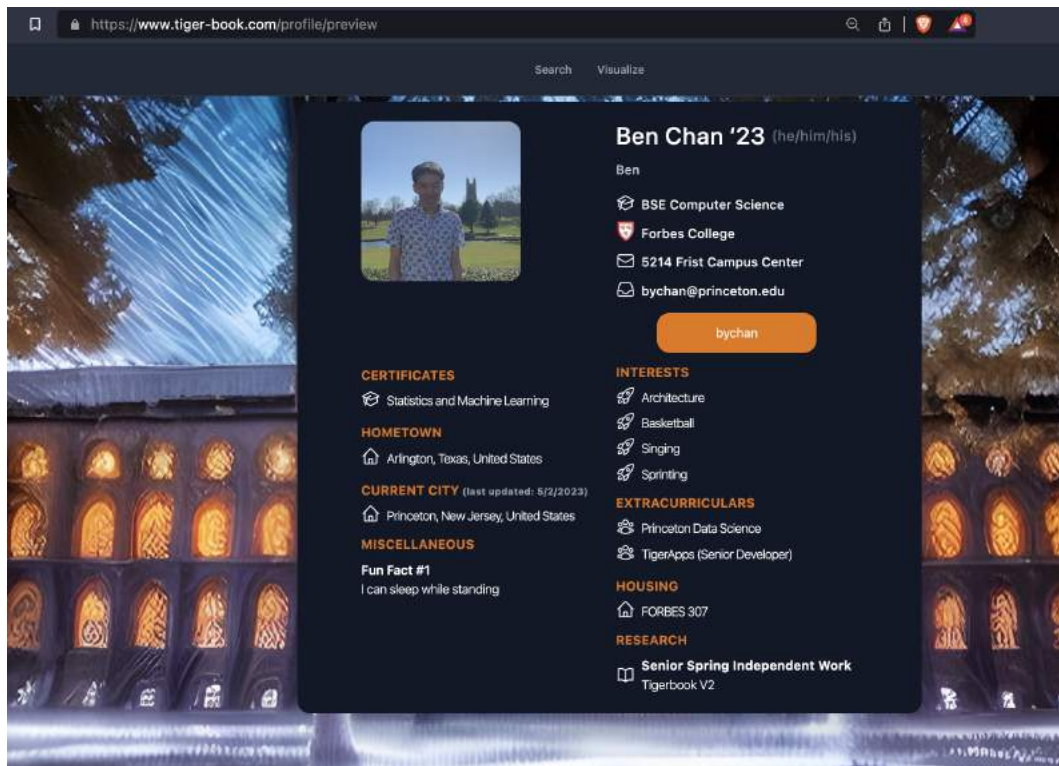 https://www.tiger-book.com/profile/preview
Search Visualize
Ben Chan ‘23 (he/him/his)
Ben
BSE Computer Science
Forbes College
5214 Frist Campus Center
bychan@princeton.edu
bychan
CERTIFICATES
Statistics and Machine Learning
HOMETOWN
Arlington, Texas, United States
CURRENT CITY (last updated: 5/2/2023)
Princeton, New Jersey, United States
MISCELLANEOUS
Fun Fact #1
I can sleep while standing
INTERESTS
Architecture
Basketball
Singing
Sprinting
EXTRACURRICULARS
Princeton Data Science
TigerApps (Senior Developer)
HOUSING
FORBES 307
RESEARCH
Senior Spring Independent Work
Tigerbook V2